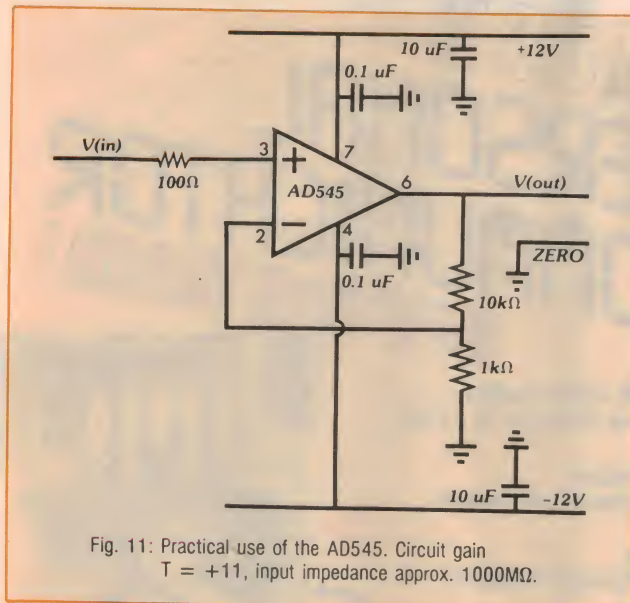 10 uF
+12V
0.1 uF
V(in)
3
+
7
100Ω
AD545
6
V(out)
2
−
4
0.1 uF
ZERO
10kΩ
1kΩ
10 uF
-12V
Fig. 11: Practical use of the AD545. Circuit gain
T = +11, input impedance approx. 1000MΩ.